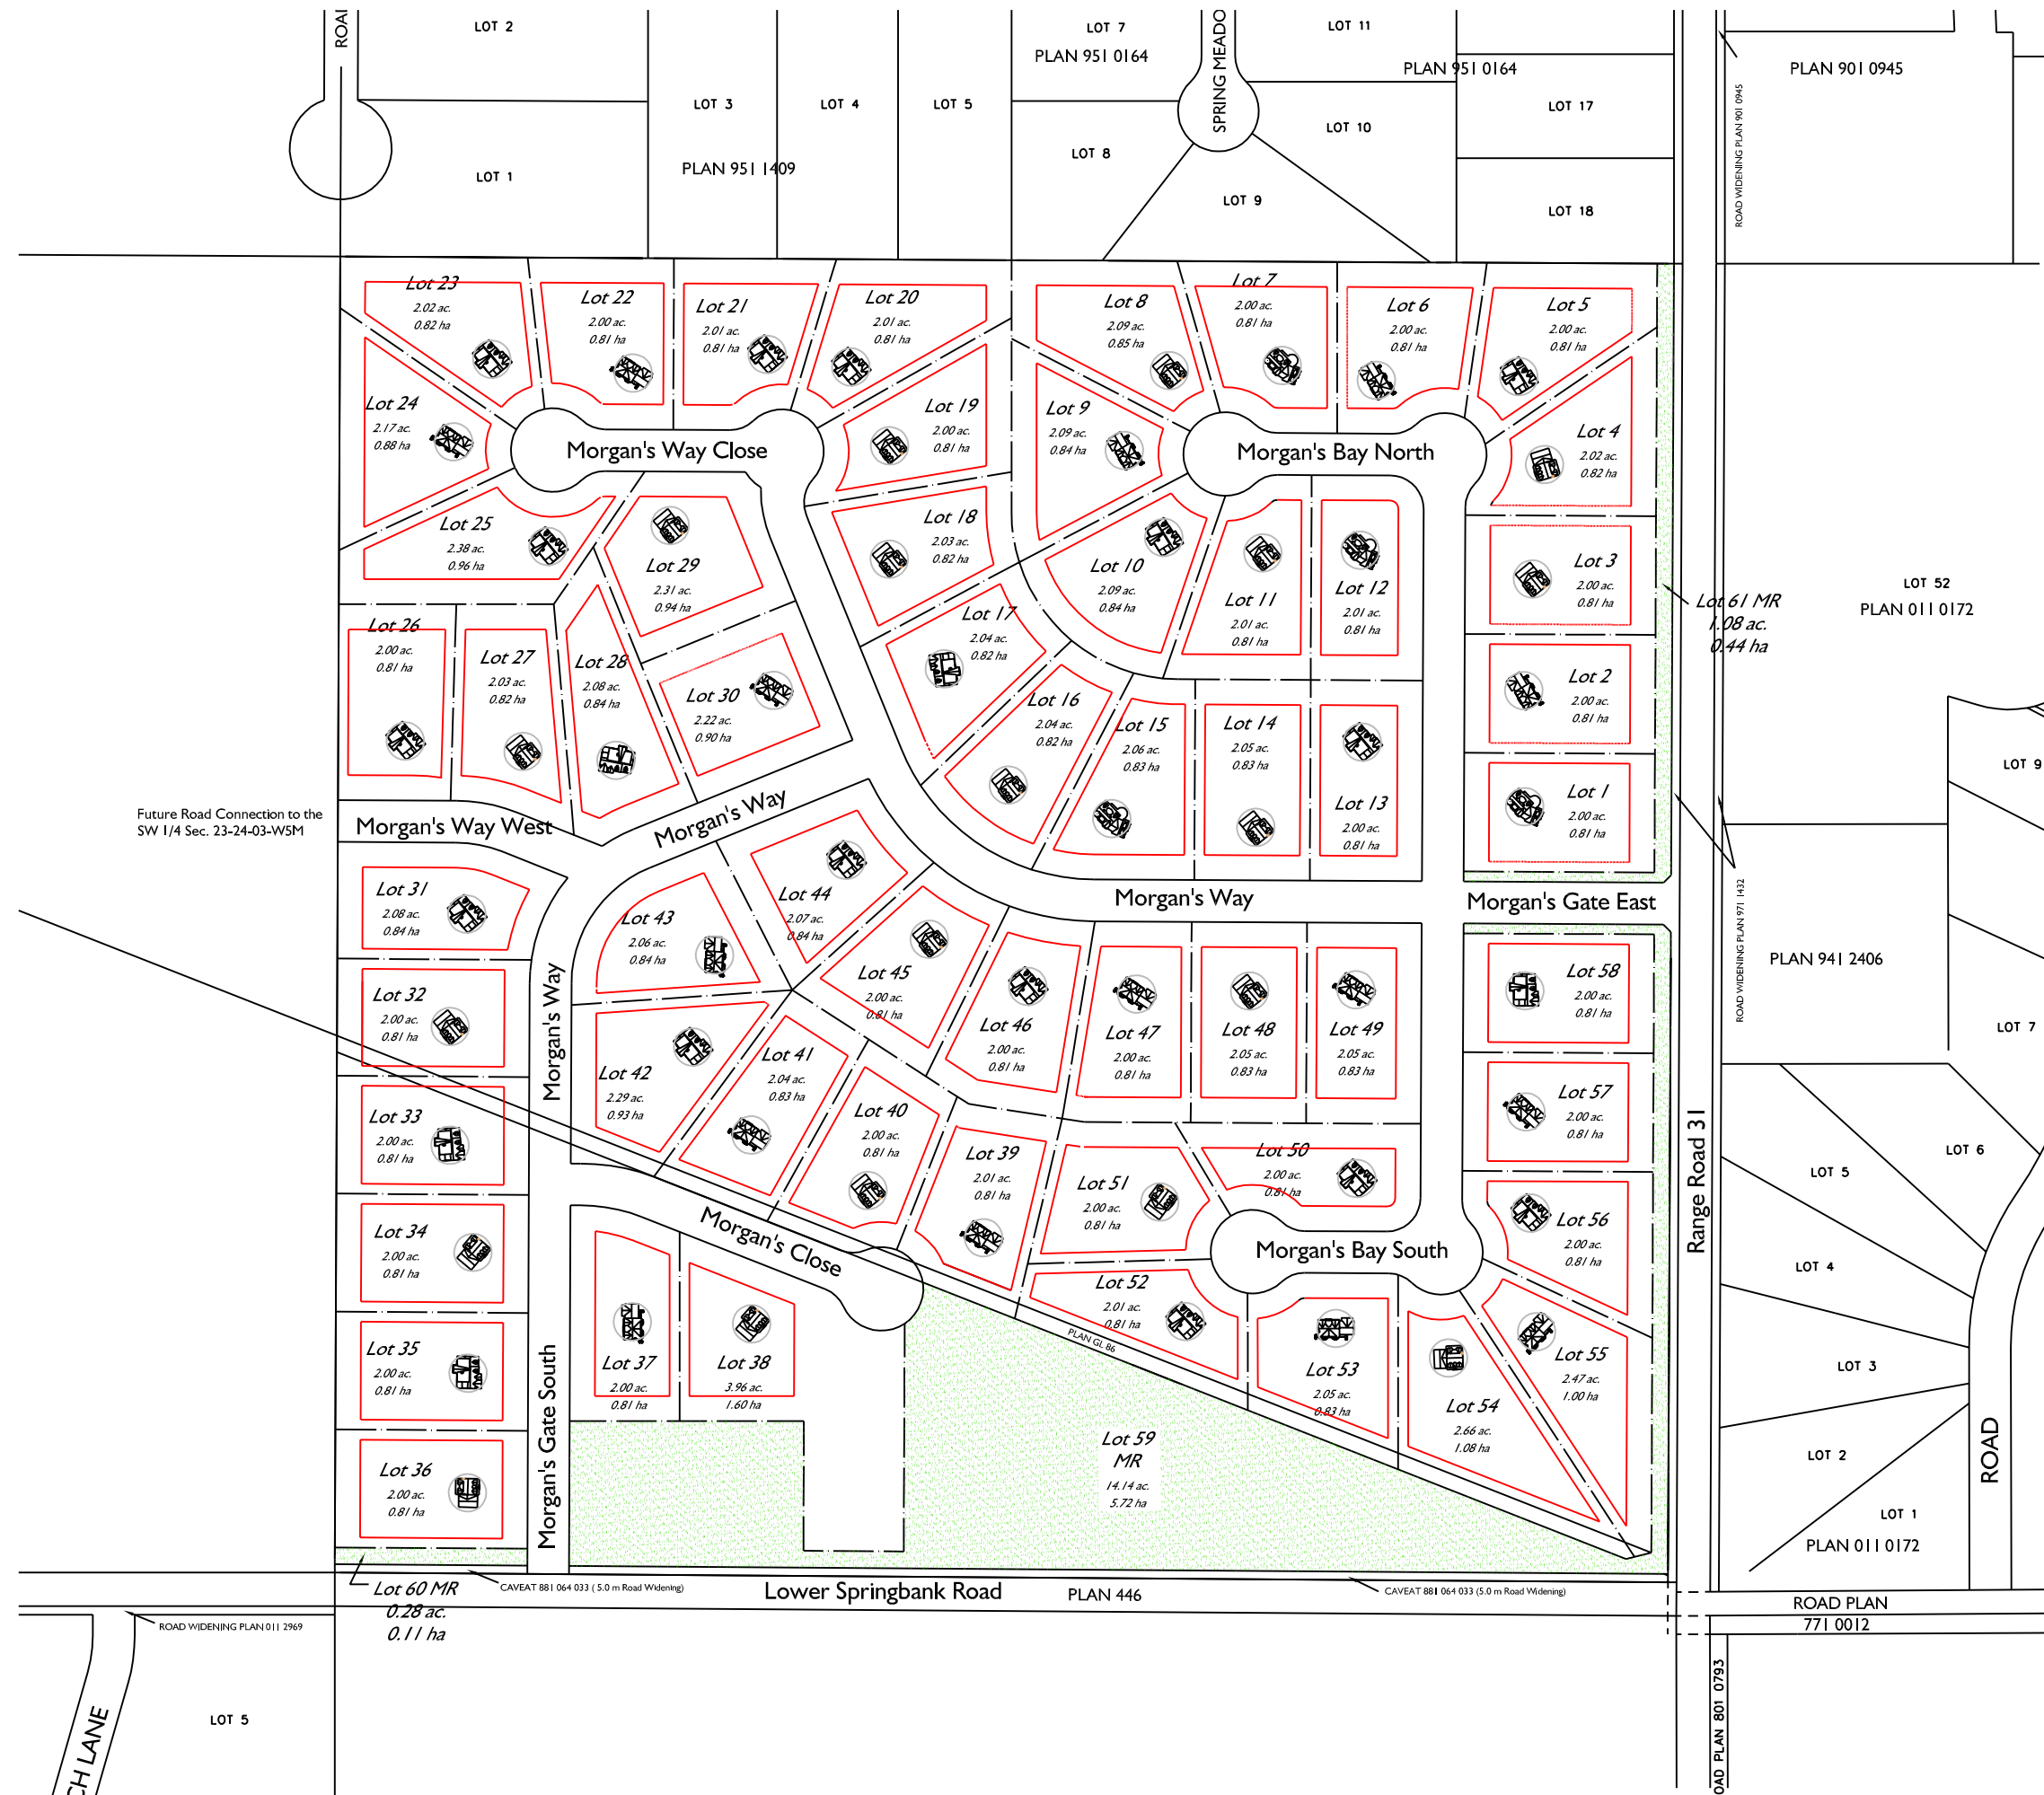 ROAD
LOT 2
LOT 1
LOT 3
LOT 4
LOT 5
PLAN 951 1409
LOT 7
PLAN 951 0164
LOT 8
SPRING MEADO
LOT 9
LOT 11
PLAN 951 0164
LOT 10
LOT 17
LOT 18
ROAD WIDENING PLAN 901 0945
PLAN 901 0945
Lot 23
2.02 ac.
0.82 ha
Lot 22
2.00 ac.
0.81 ha
Lot 21
2.01 ac.
0.81 ha
Lot 20
2.01 ac.
0.81 ha
Lot 8
2.09 ac.
0.85 ha
Lot 7
2.00 ac.
0.81 ha
Lot 6
2.00 ac.
0.81 ha
Lot 5
2.00 ac.
0.81 ha
Lot 24
2.17 ac.
0.88 ha
Morgan's Way Close
Lot 19
2.00 ac.
0.81 ha
Lot 9
2.09 ac.
0.84 ha
Morgan's Bay North
Lot 4
2.02 ac.
0.82 ha
Lot 25
2.38 ac.
0.96 ha
Lot 29
2.31 ac.
0.94 ha
Lot 18
2.03 ac.
0.82 ha
Lot 10
2.09 ac.
0.84 ha
Lot 11
2.01 ac.
0.81 ha
Lot 12
2.01 ac.
0.81 ha
Lot 3
2.00 ac.
0.81 ha
Lot 61 MR
1.08 ac.
0.44 ha
LOT 52
PLAN 011 0172
Lot 26
2.00 ac.
0.81 ha
Lot 27
2.03 ac.
0.82 ha
Lot 28
2.08 ac.
0.84 ha
Lot 30
2.22 ac.
0.90 ha
Lot 17
2.04 ac.
0.82 ha
Lot 16
2.04 ac.
0.82 ha
Lot 15
2.06 ac.
0.83 ha
Lot 14
2.05 ac.
0.83 ha
Lot 13
2.00 ac.
0.81 ha
Lot 2
2.00 ac.
0.81 ha
Lot 1
2.00 ac.
0.81 ha
LOT 9
Future Road Connection to the
SW 1/4 Sec. 23-24-03-W5M
Morgan's Way West
Morgan's Way
Morgan's Way
Morgan's Gate East
Lot 31
2.08 ac.
0.84 ha
Lot 43
2.06 ac.
0.84 ha
Lot 44
2.07 ac.
0.84 ha
Lot 45
2.00 ac.
0.81 ha
Lot 46
2.00 ac.
0.81 ha
Lot 47
2.00 ac.
0.81 ha
Lot 48
2.05 ac.
0.83 ha
Lot 49
2.05 ac.
0.83 ha
Lot 58
2.00 ac.
0.81 ha
ROAD WIDENING PLAN 971 1432
PLAN 941 2406
LOT 7
Lot 32
2.00 ac.
0.81 ha
Morgan's Way
Lot 42
2.29 ac.
0.93 ha
Lot 41
2.04 ac.
0.83 ha
Lot 40
2.00 ac.
0.81 ha
Lot 57
2.00 ac.
0.81 ha
Range Road 31
LOT 6
LOT 5
Lot 33
2.00 ac.
0.81 ha
Lot 39
2.01 ac.
0.81 ha
Lot 51
2.00 ac.
0.81 ha
Lot 50
2.00 ac.
0.81 ha
Lot 56
2.00 ac.
0.81 ha
Lot 34
2.00 ac.
0.81 ha
Morgan's Close
Morgan's Bay South
LOT 4
Lot 52
2.01 ac.
0.81 ha
PLAN GL 86
Lot 35
2.00 ac.
0.81 ha
Morgan's Gate South
Lot 37
2.00 ac.
0.81 ha
Lot 38
3.96 ac.
1.60 ha
Lot 53
2.05 ac.
0.83 ha
Lot 54
2.66 ac.
1.08 ha
Lot 55
2.47 ac.
1.00 ha
LOT 3
LOT 2
ROAD
Lot 36
2.00 ac.
0.81 ha
Lot 59
MR
14.14 ac.
5.72 ha
LOT 1
PLAN 011 0172
Lot 60 MR
0.28 ac.
0.11 ha
CAVEAT 881 064 033 ( 5.0 m Road Widening)
Lower Springbank Road
PLAN 446
CAVEAT 881 064 033 (5.0 m Road Widening)
ROAD PLAN
771 0012
ROAD WIDENING PLAN 011 2969
LOT 5
CH LANE
OAD PLAN 801 0793